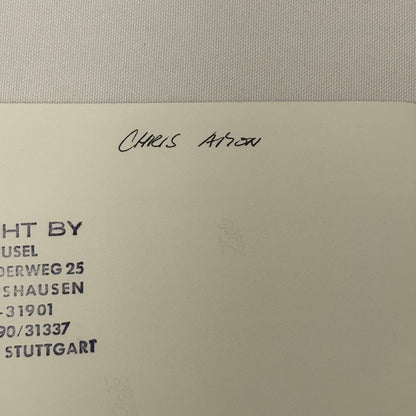 CHRIS AMON
HT BY
USEL
DERWEG 25
SHAUSEN
-31901
90/31337
STUTTGART